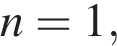 n = 1,